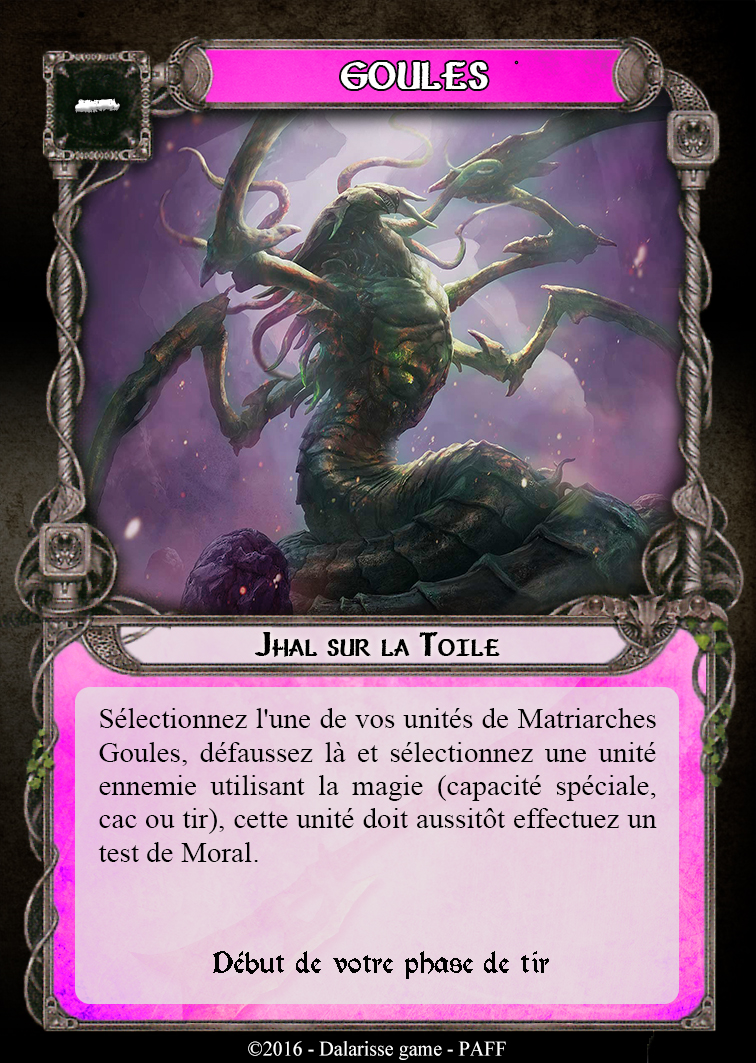 -
GOULES
JHAL SUR LA TOILE
Sélectionnez l'une de vos unités de Matriarches
Goules, défaussez là et sélectionnez une unité
ennemie utilisant la magie (capacité spéciale,
cac ou tir), cette unité doit aussitôt effectuez un
test de Moral.
Début de votre phase de tir
©2016 - Dalarisse game - PAFF